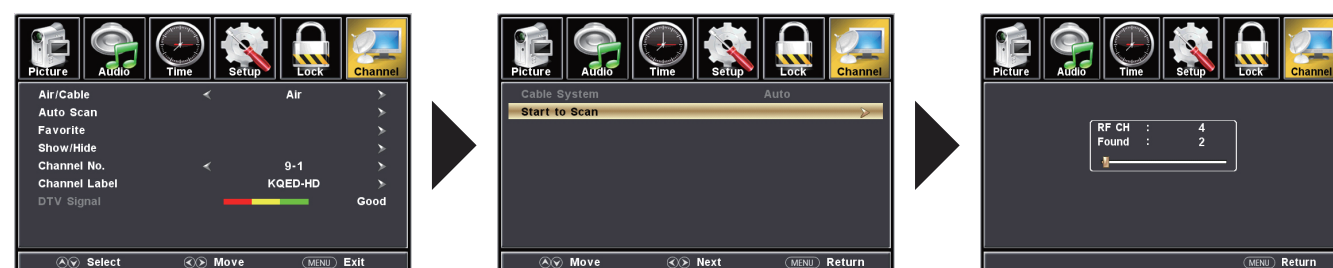 Picture Audio Time Setup Lock Channel
Air/Cable Air
Auto Scan
Favorite
Show/Hide
Channel No. 9-1
Channel Label KQED-HD
DTV Signal Good
Select Move MENU Exit
Picture Audio Time Setup Lock Channel
Cable System Auto
Start to Scan
Move Next MENU Return
Picture Audio Time Setup Lock Channel
RF CH : 4
Found : 2
MENU Return